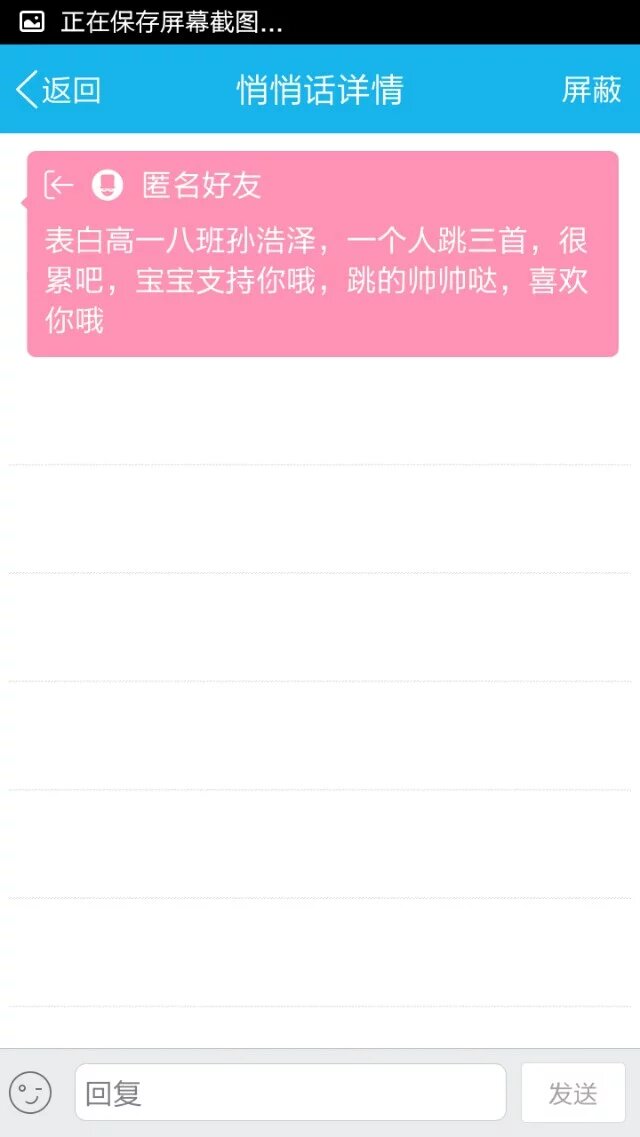 正在保存屏幕截图...
返回
悄悄话详情
屏蔽
匿名好友
表白高一八班孙浩泽，一个人跳三首，很
累吧，宝宝支持你哦，跳的帅帅哒，喜欢
你哦
回复
发送